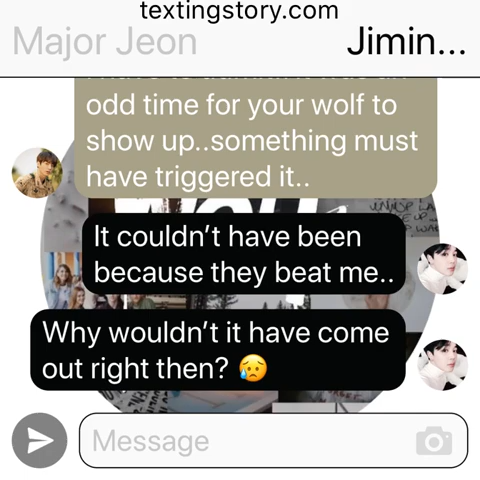 textingstory.com
Major Jeon
Jimin...
odd time for your wolf to
show up..something must
have triggered it..
It couldn't have been
because they beat me..
Why wouldn't it have come
out right then? 😥
Message